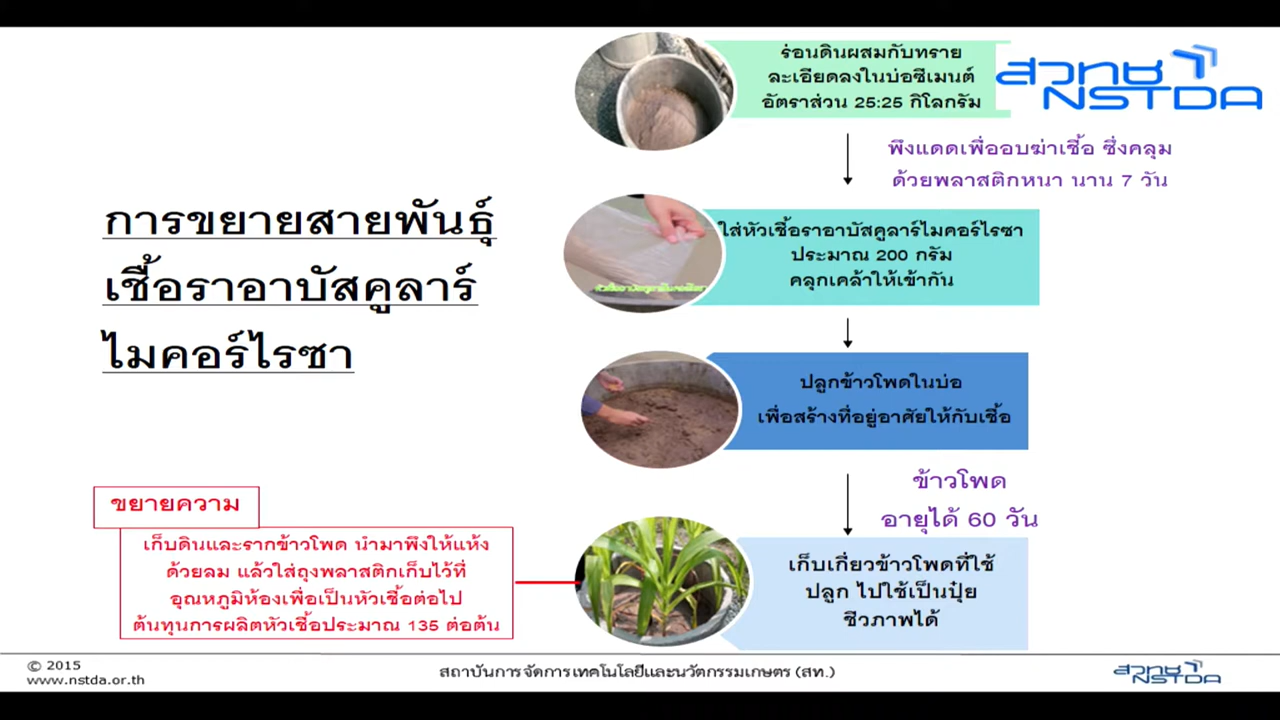 การขยายสายพันธุ์
เชื้อราอาบัสคูลาร์
ไมคอร์ไรซา
ร่อนดินผสมกับทราย
ละเอียดลงในบ่อซีเมนต์
อัตราส่วน 25:25 กิโลกรัม
สวทช
NSTDA
พึงแดดเพื่ออบฆ่าเชื้อ ซึ่งคลุม
ด้วยพลาสติกหนา นาน 7 วัน
ใส่หัวเชื้อราอาบัสคูลาร์ไมคอร์ไรซา
ประมาณ 200 กรัม
คลุกเคล้าให้เข้ากัน
ปลูกข้าวโพดในบ่อ
เพื่อสร้างที่อยู่อาศัยให้กับเชื้อ
ข้าวโพด
อายุได้ 60 วัน
เก็บเกี่ยวข้าวโพดที่ใช้
ปลูก ไปใช้เป็นปุ๋ย
ชีวภาพได้
ขยายความ
เก็บดินและรากข้าวโพด นำมาพึงให้แห้ง
ด้วยลม แล้วใส่ถุงพลาสติกเก็บไว้ที่
อุณหภูมิห้องเพื่อเป็นหัวเชื้อต่อไป
ต้นทุนการผลิตหัวเชื้อประมาณ 135 ต่อต้น
© 2015
www.nstda.or.th
สถาบันการจัดการเทคโนโลยีและนวัตกรรมเกษตร (สท.)
สวทช
NSTDA